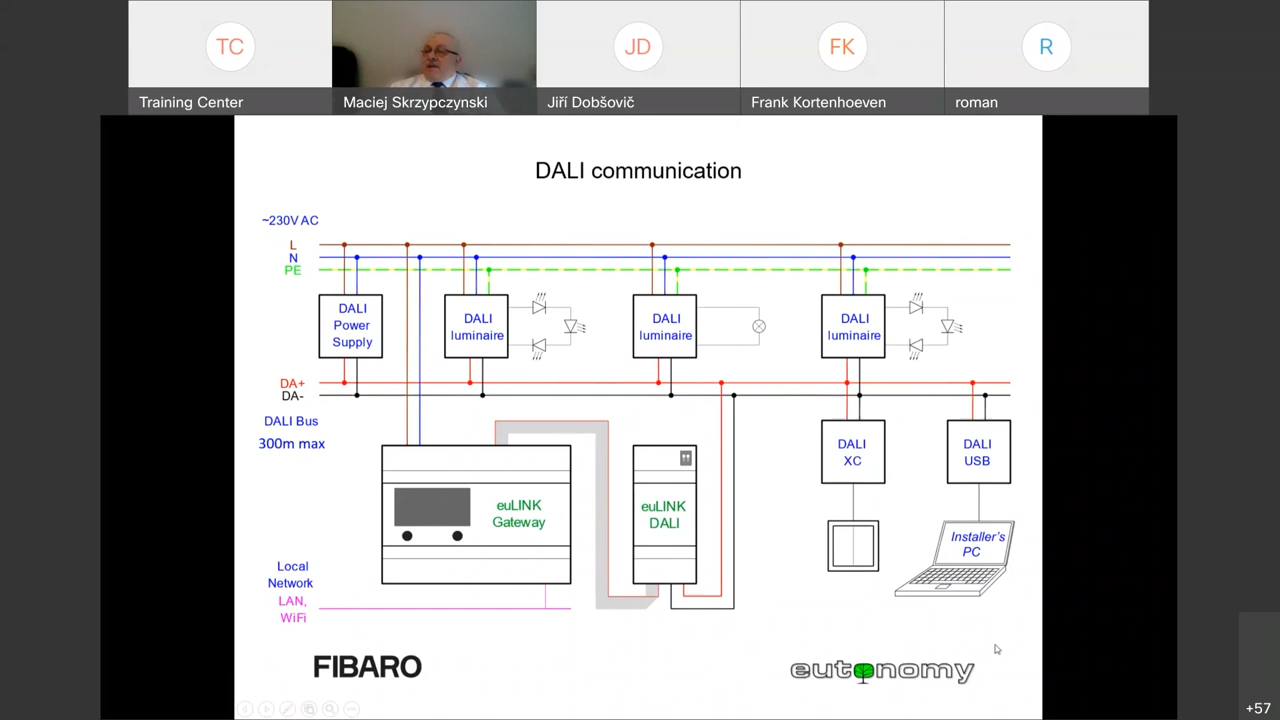 TC
JD
FK
R
Training Center
Maciej Skrzypczynski
Jiří Dobšovič
Frank Kortenhoeven
roman
DALI communication
~230V AC
L
N
PE
DALI
Power
Supply
DALI
luminaire
DALI
luminaire
DALI
luminaire
DA+
DA-
DALI Bus
300m max
DALI
XC
DALI
USB
euLINK
Gateway
euLINK
DALI
Installer's
PC
Local
Network
LAN,
WiFi
FIBARO
eutonomy
+57